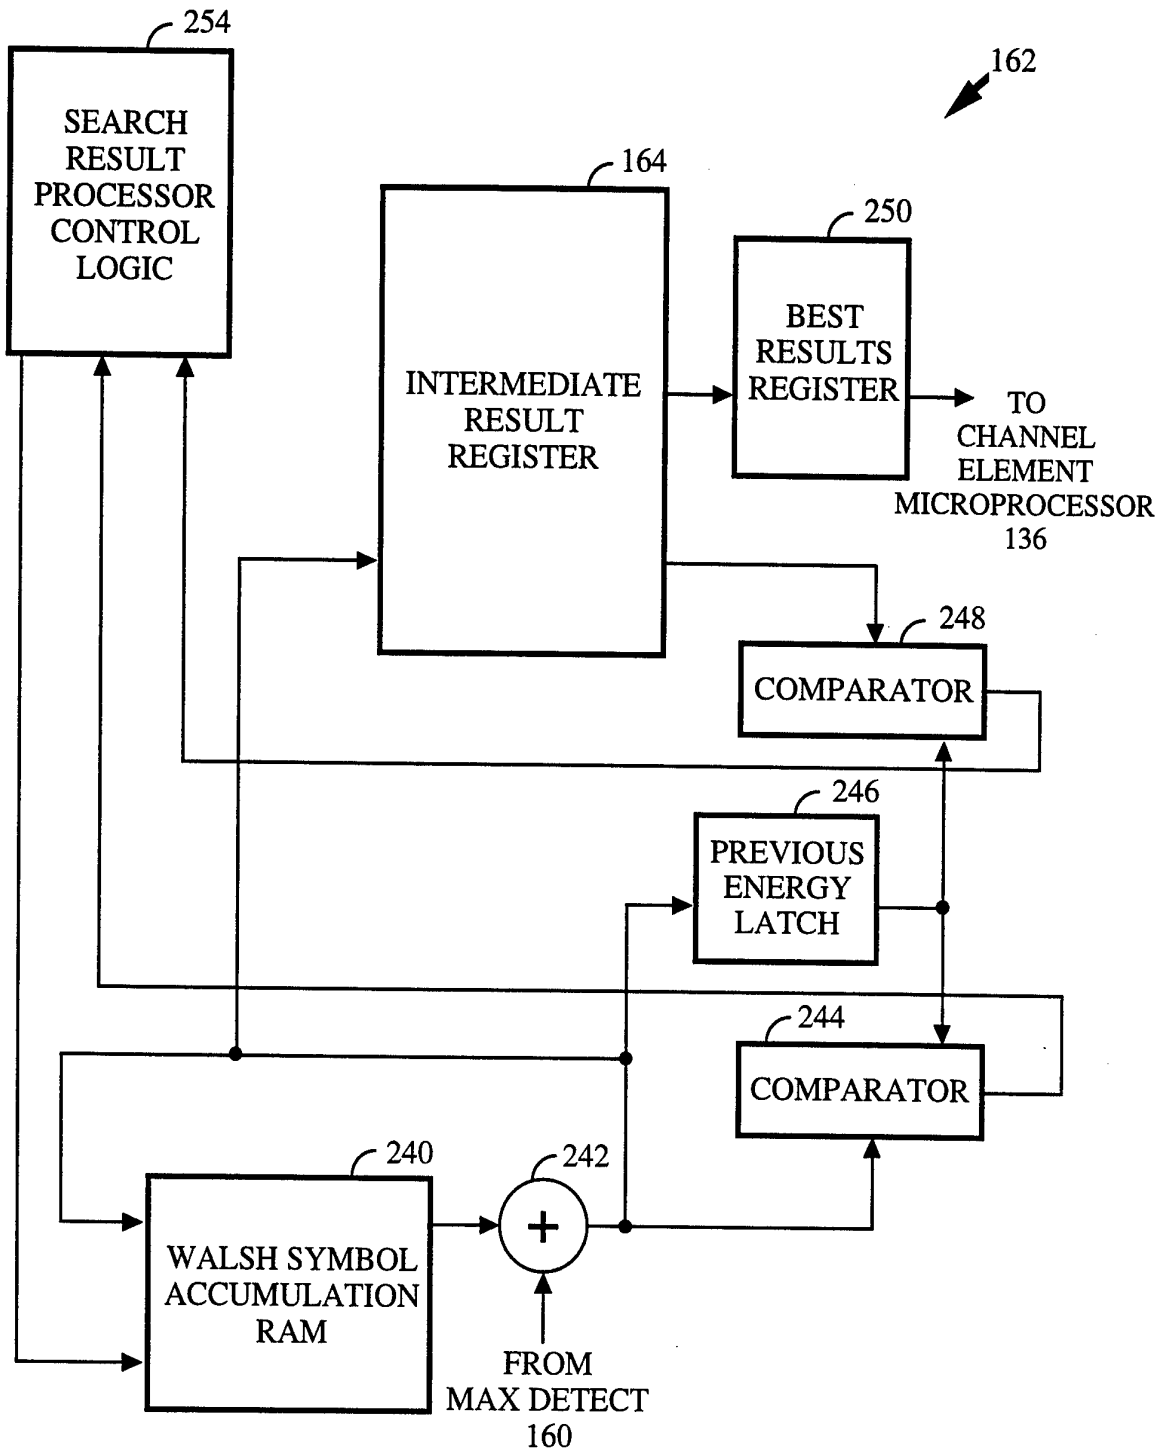 254
SEARCH
RESULT
PROCESSOR
CONTROL
LOGIC
162
164
INTERMEDIATE
RESULT
REGISTER
250
BEST
RESULTS
REGISTER
TO
CHANNEL
ELEMENT
MICROPROCESSOR
136
248
COMPARATOR
246
PREVIOUS
ENERGY
LATCH
244
COMPARATOR
240
WALSH SYMBOL
ACCUMULATION
RAM
242
+
FROM
MAX DETECT
160